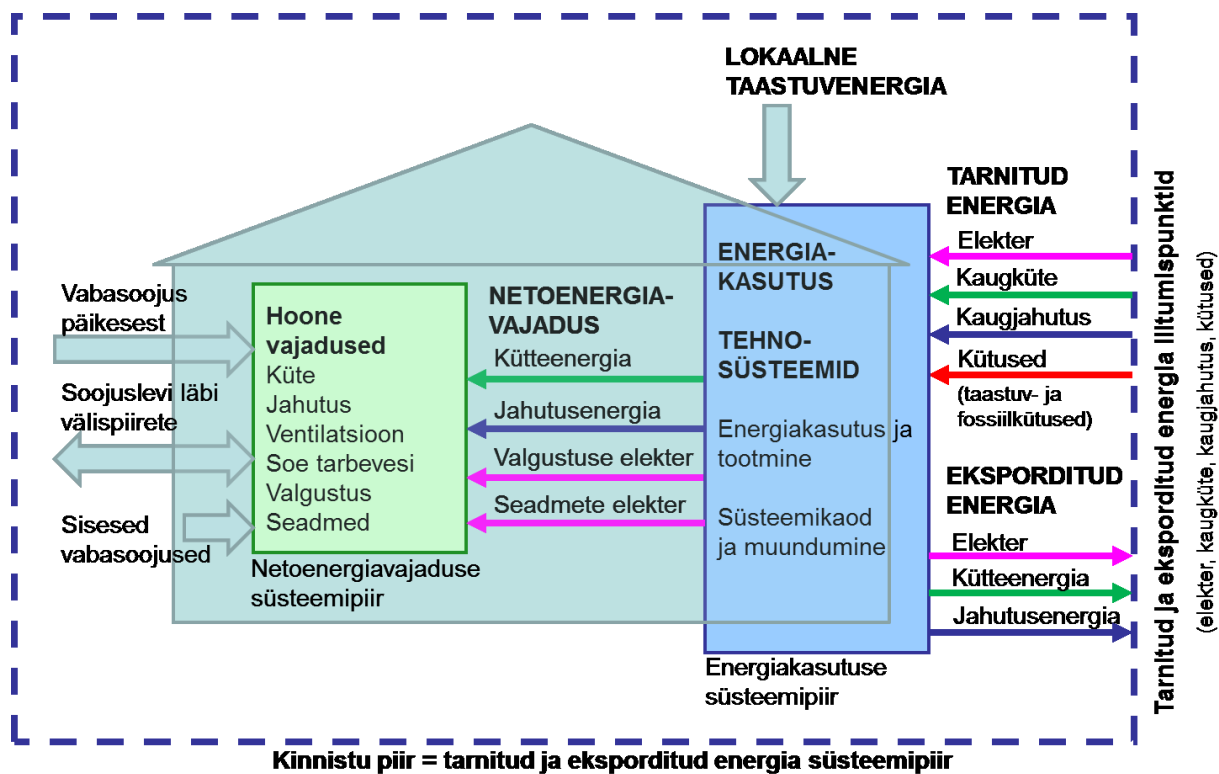 LOKAALNE
TAASTUVENERGIA
TARNITUD
ENERGIA
Elekter
Kaugküte
Kaugjahutus
Kütused
(taastuv- ja
fossiilkütused)
EKSPORDITUD
ENERGIA
Elekter
Kütteenergia
Jahutusenergia
ENERGIA-
KASUTUS
TEHNO-
SÜSTEEMID
Energiakasutus ja
tootmine
Süsteemikaod
ja muundumine
Energiakasutuse
süsteemipiir
NETOENERGIA-
VAJADUS
Kütteenergia
Jahutusenergia
Valgustuse elekter
Seadmete elekter
Hoone
vajadused
Küte
Jahutus
Ventilatsioon
Soe tarbevesi
Valgustus
Seadmed
Netoenergiavajaduse
süsteemipiir
Vabasoojus
päikesest
Soojuslevi läbi
välispiirete
Sisesed
vabasoojused
Tarnitud ja eksporditud energia liitumispunktid
(elekter, kaugküte, kaugjahutus, kütused)
Kinnistu piir = tarnitud ja eksporditud energia süsteemipiir